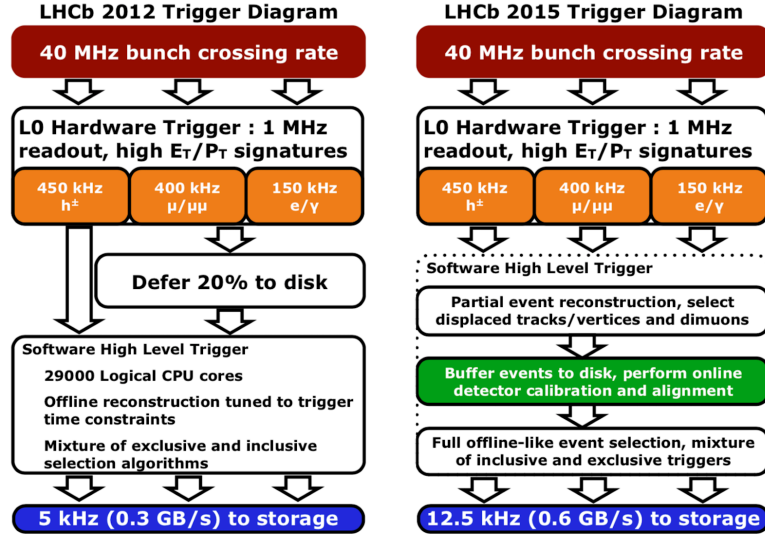 LHCb 2012 Trigger Diagram
40 MHz bunch crossing rate
L0 Hardware Trigger : 1 MHz
readout, high ET/PT signatures
450 kHz
h±
400 kHz
μ/μμ
150 kHz
e/γ
Defer 20% to disk
Software High Level Trigger
29000 Logical CPU cores
Offline reconstruction tuned to trigger
time constraints
Mixture of exclusive and inclusive
selection algorithms
5 kHz (0.3 GB/s) to storage
LHCb 2015 Trigger Diagram
40 MHz bunch crossing rate
L0 Hardware Trigger : 1 MHz
readout, high ET/PT signatures
450 kHz
h±
400 kHz
μ/μμ
150 kHz
e/γ
Software High Level Trigger
Partial event reconstruction, select
displaced tracks/vertices and dimuons
Buffer events to disk, perform online
detector calibration and alignment
Full offline-like event selection, mixture
of inclusive and exclusive triggers
12.5 kHz (0.6 GB/s) to storage